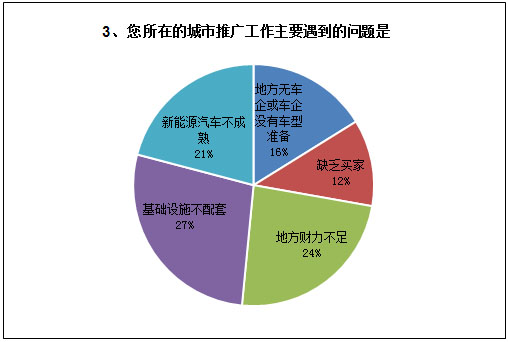 3、您所在的城市推广工作主要遇到的问题是
地方无车
企或车企
没有车型
准备
16%
缺乏买家
12%
地方财力不足
24%
基础设施不配套
27%
新能源汽车不成
熟
21%